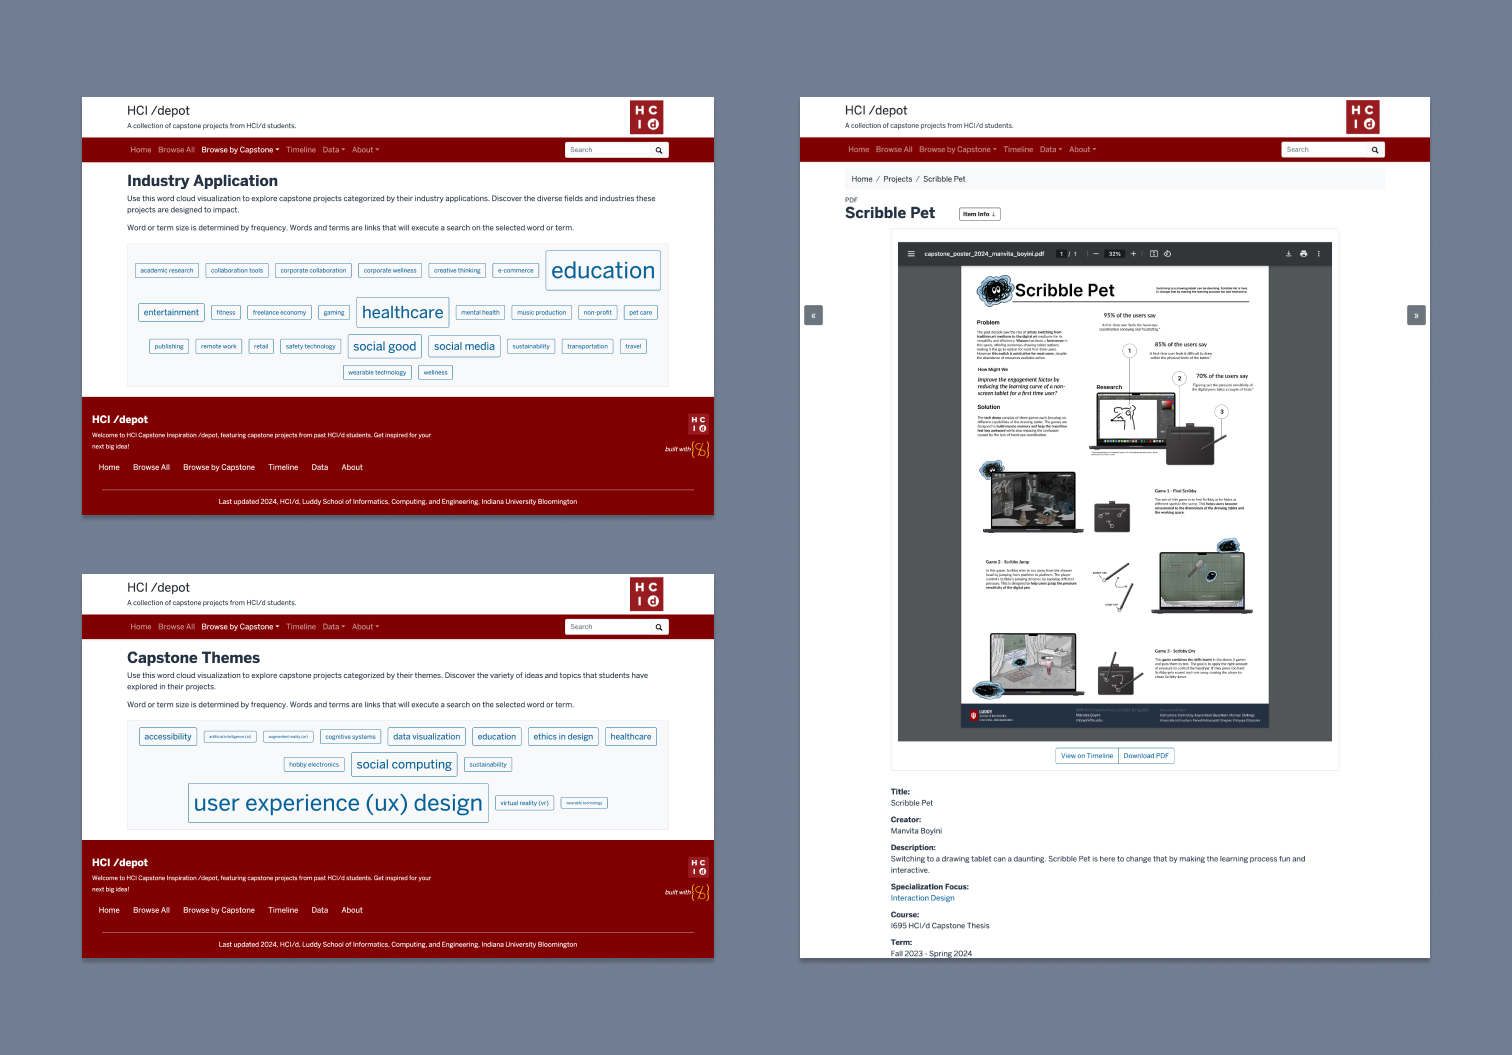 HCI /depot
A collection of capstone projects from HCI/d students.
HC
Id
Home Browse All Browse by Capstone Timeline Data About
Search
Industry Application
Use this word cloud visualization to explore capstone projects categorized by their industry applications. Discover the diverse fields and industries these
projects are designed to impact.
Word or term size is determined by frequency. Words and terms are links that will execute a search on the selected word or term.
academic research collaboration tools corporate collaboration corporate wellness creative thinking e-commerce education
entertainment fitness freelance economy gaming healthcare mental health music production non-profit pet care
publishing remote work retail safety technology social good social media sustainability transportation travel
wearable technology wellness
HCI /depot
HC
Id
Welcome to HCI Capstone Inspiration /depot, featuring capstone projects from past HCI/d students. Get inspired for your
next big idea!
built with
Home Browse All Browse by Capstone Timeline Data About
Last updated 2024, HCI/d, Luddy School of Informatics, Computing, and Engineering, Indiana University Bloomington
HCI /depot
A collection of capstone projects from HCI/d students.
HC
Id
Home Browse All Browse by Capstone Timeline Data About
Search
Capstone Themes
Use this word cloud visualization to explore capstone projects categorized by their themes. Discover the variety of ideas and topics that students have
explored in their projects.
Word or term size is determined by frequency. Words and terms are links that will execute a search on the selected word or term.
accessibility artificial intelligence (ai) augmented reality (ar) cognitive systems data visualization education ethics in design healthcare
hobby electronics social computing sustainability
user experience (ux) design virtual reality (vr) wearable technology
HCI /depot
HC
Id
Welcome to HCI Capstone Inspiration /depot, featuring capstone projects from past HCI/d students. Get inspired for your
next big idea!
built with
Home Browse All Browse by Capstone Timeline Data About
Last updated 2024, HCI/d, Luddy School of Informatics, Computing, and Engineering, Indiana University Bloomington
HCI /depot
A collection of capstone projects from HCI/d students.
HC
Id
Home Browse All Browse by Capstone Timeline Data About
Search
Home / Projects / Scribble Pet
PDF
Scribble Pet
Item Info ↓
capstone_poster_2024_manvita_boyini.pdf 1 / 1 − 32% +
Scribble Pet
95% of the users say
Problem
85% of the users say
How Might We
70% of the users say
Improve the engagement factor by
reducing the learning curve of a non-
screen tablet for a first time user?
Research
1
2
3
Solution
Game 1 - Find Scribby
Game 2 - Scribby Jump
Game 3 - Scribby Dry
LUDDY
Manvita Boyini
«
»
View on Timeline Download PDF
Title:
Scribble Pet
Creator:
Manvita Boyini
Description:
Switching to a drawing tablet can a daunting. Scribble Pet is here to change that by making the learning process fun and
interactive.
Specialization Focus:
Interaction Design
Course:
I695 HCI/d Capstone Thesis
Term:
Fall 2023 - Spring 2024